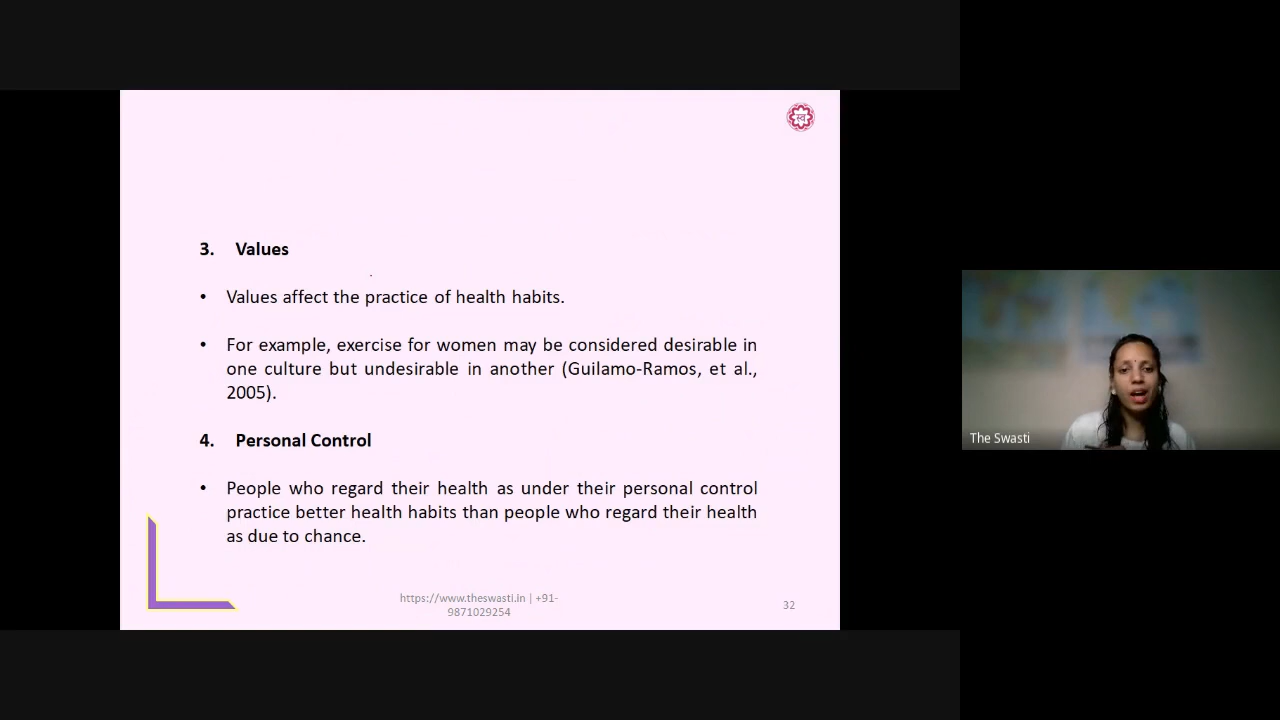 स्व
3. Values
• Values affect the practice of health habits.
• For example, exercise for women may be considered desirable in
one culture but undesirable in another (Guilamo-Ramos, et al.,
2005).
4. Personal Control
• People who regard their health as under their personal control
practice better health habits than people who regard their health
as due to chance.
https://www.theswasti.in | +91-
9871029254
32
The Swasti